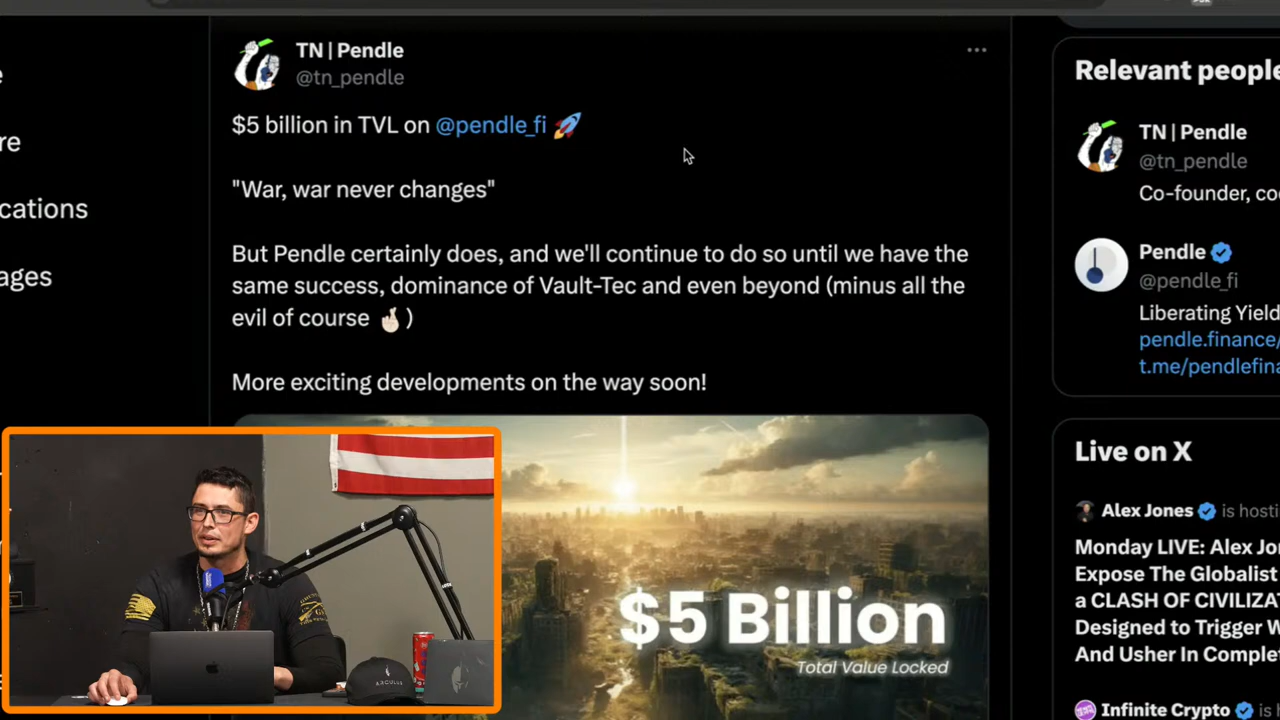 TN | Pendle
@tn_pendle
$5 billion in TVL on @pendle_fi 🚀
"War, war never changes"
But Pendle certainly does, and we'll continue to do so until we have the
same success, dominance of Vault-Tec and even beyond (minus all the
evil of course 🤞🏻)
More exciting developments on the way soon!
$5 Billion
Total Value Locked
e
re
cations
ages
Relevant people
TN | Pendle
@tn_pendle
Co-founder, co
Pendle
@pendle_fi
Liberating Yield
pendle.finance/
t.me/pendlefina
Live on X
Alex Jones is hosti
Monday LIVE: Alex Jo
Expose The Globalist
a CLASH OF CIVILIZA
Designed to Trigger W
And Usher In Complet
Infinite Crypto is
ARCULUS